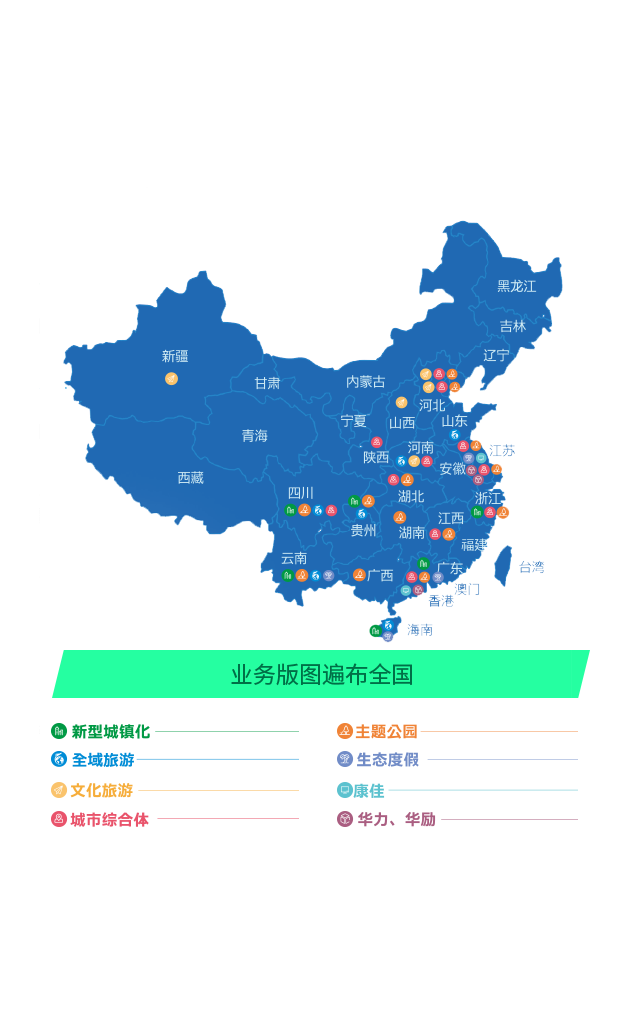 黑龙江
吉林
辽宁
新疆
甘肃
内蒙古
河北
宁夏
山西
山东
青海
陕西
河南
江苏
安徽
西藏
四川
湖北
浙江
贵州
湖南
江西
福建
云南
广西
广东
台湾
澳门
香港
海南
业务版图遍布全国
新型城镇化
主题公园
全域旅游
生态度假
文化旅游
康佳
城市综合体
华力、华励